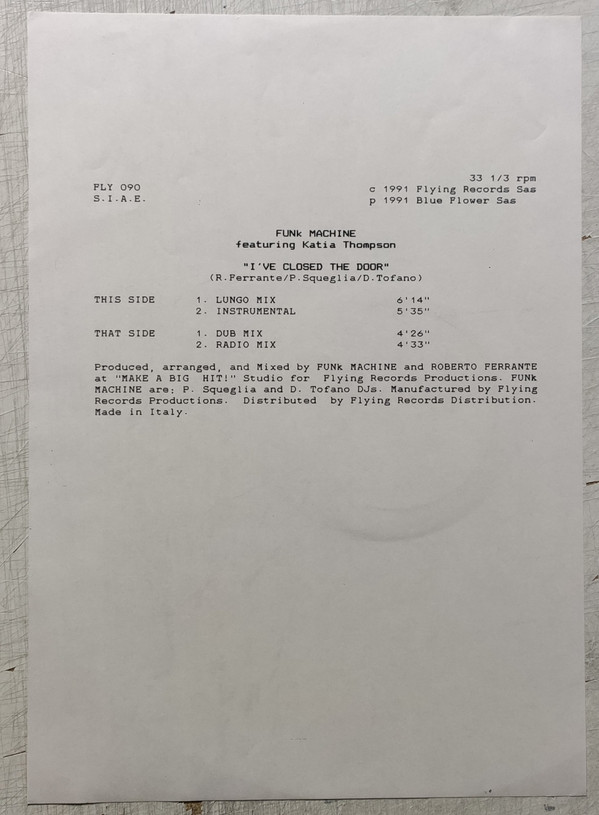 33 1/3 rpm
FLY 090
c 1991 Flying Records Sas
S.I.A.E.
p 1991 Blue Flower Sas
FUNk MACHINE
featuring Katia Thompson
"I'VE CLOSED THE DOOR"
(R.Ferrante/P.Squeglia/D.Tofano)
THIS SIDE 1. LUNGO MIX 6'14"
2. INSTRUMENTAL 5'35"
THAT SIDE 1. DUB MIX 4'26"
2. RADIO MIX 4'33"
Produced, arranged, and Mixed by FUNk MACHINE and ROBERTO FERRANTE
at "MAKE A BIG HIT!" Studio for Flying Records Productions. FUNk
MACHINE are: P. Squeglia and D. Tofano DJs. Manufactured by Flying
Records Productions. Distributed by Flying Records Distribution.
Made in Italy.